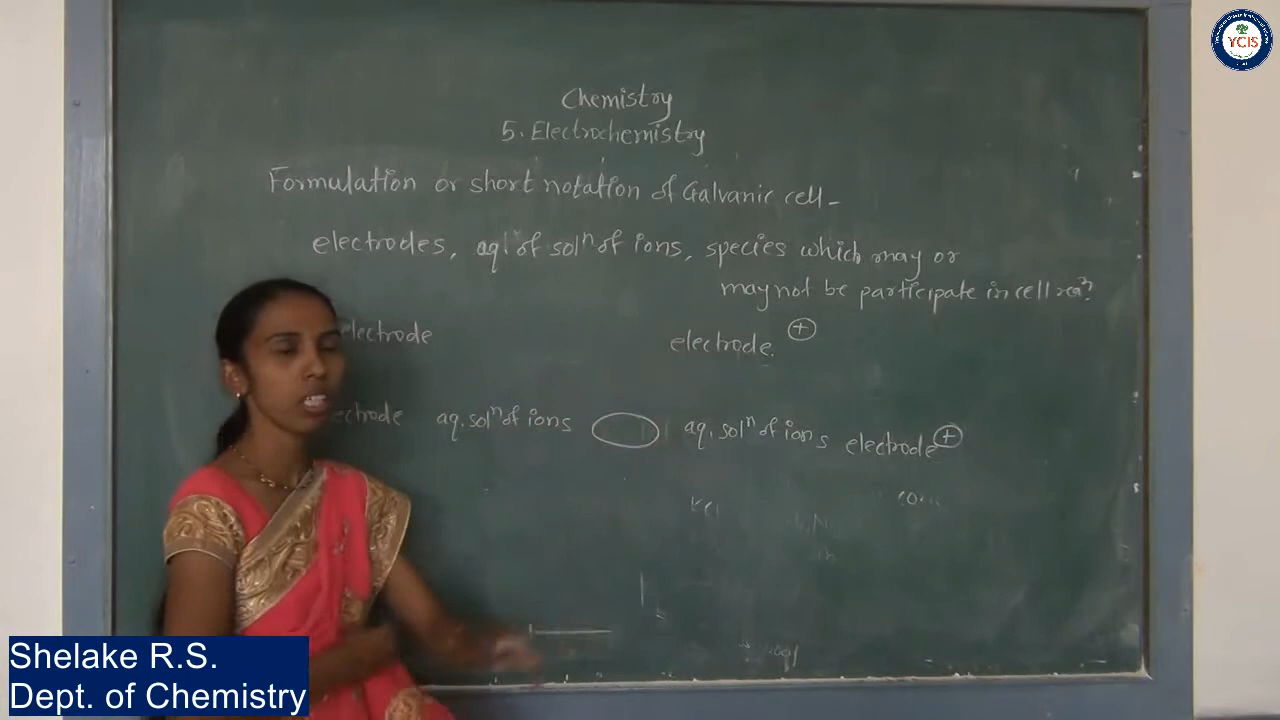 YCIS
Chemistry
5. Electrochemistry
Formulation or short notation of Galvanic cell -
electrodes, aq. of solⁿ of ions, species which may or
may not be participate in cell reaⁿ.
electrode electrode. +
aq. solⁿ of ions aq. solⁿ of ions electrode +
KCl
Shelake R.S.
Dept. of Chemistry